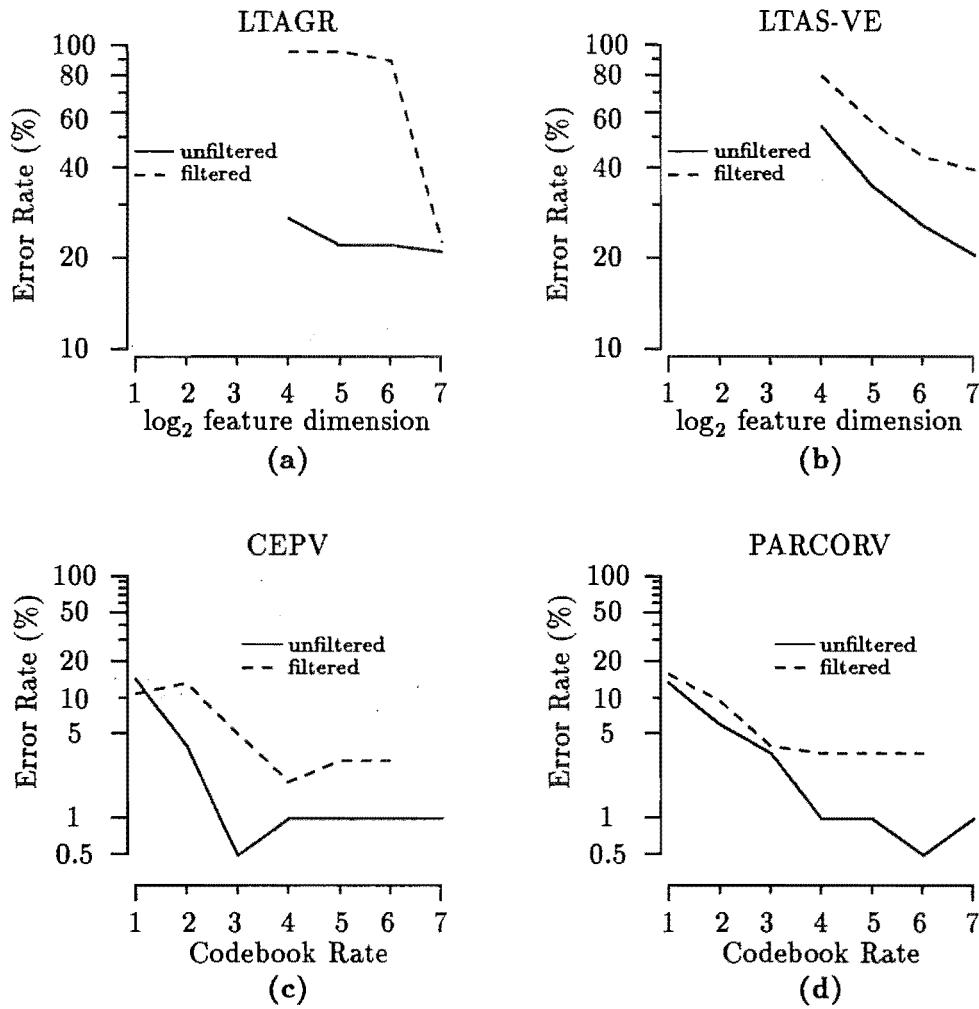 LTAGR
100
80
60
40
20
10
Error Rate (%)
unfiltered
filtered
1 2 3 4 5 6 7
log₂ feature dimension
(a)
LTAS-VE
100
80
60
40
20
10
Error Rate (%)
unfiltered
filtered
1 2 3 4 5 6 7
log₂ feature dimension
(b)
CEPV
100
50
20
10
5
1
0.5
Error Rate (%)
unfiltered
filtered
1 2 3 4 5 6 7
Codebook Rate
(c)
PARCORV
100
50
20
10
5
1
0.5
Error Rate (%)
unfiltered
filtered
1 2 3 4 5 6 7
Codebook Rate
(d)